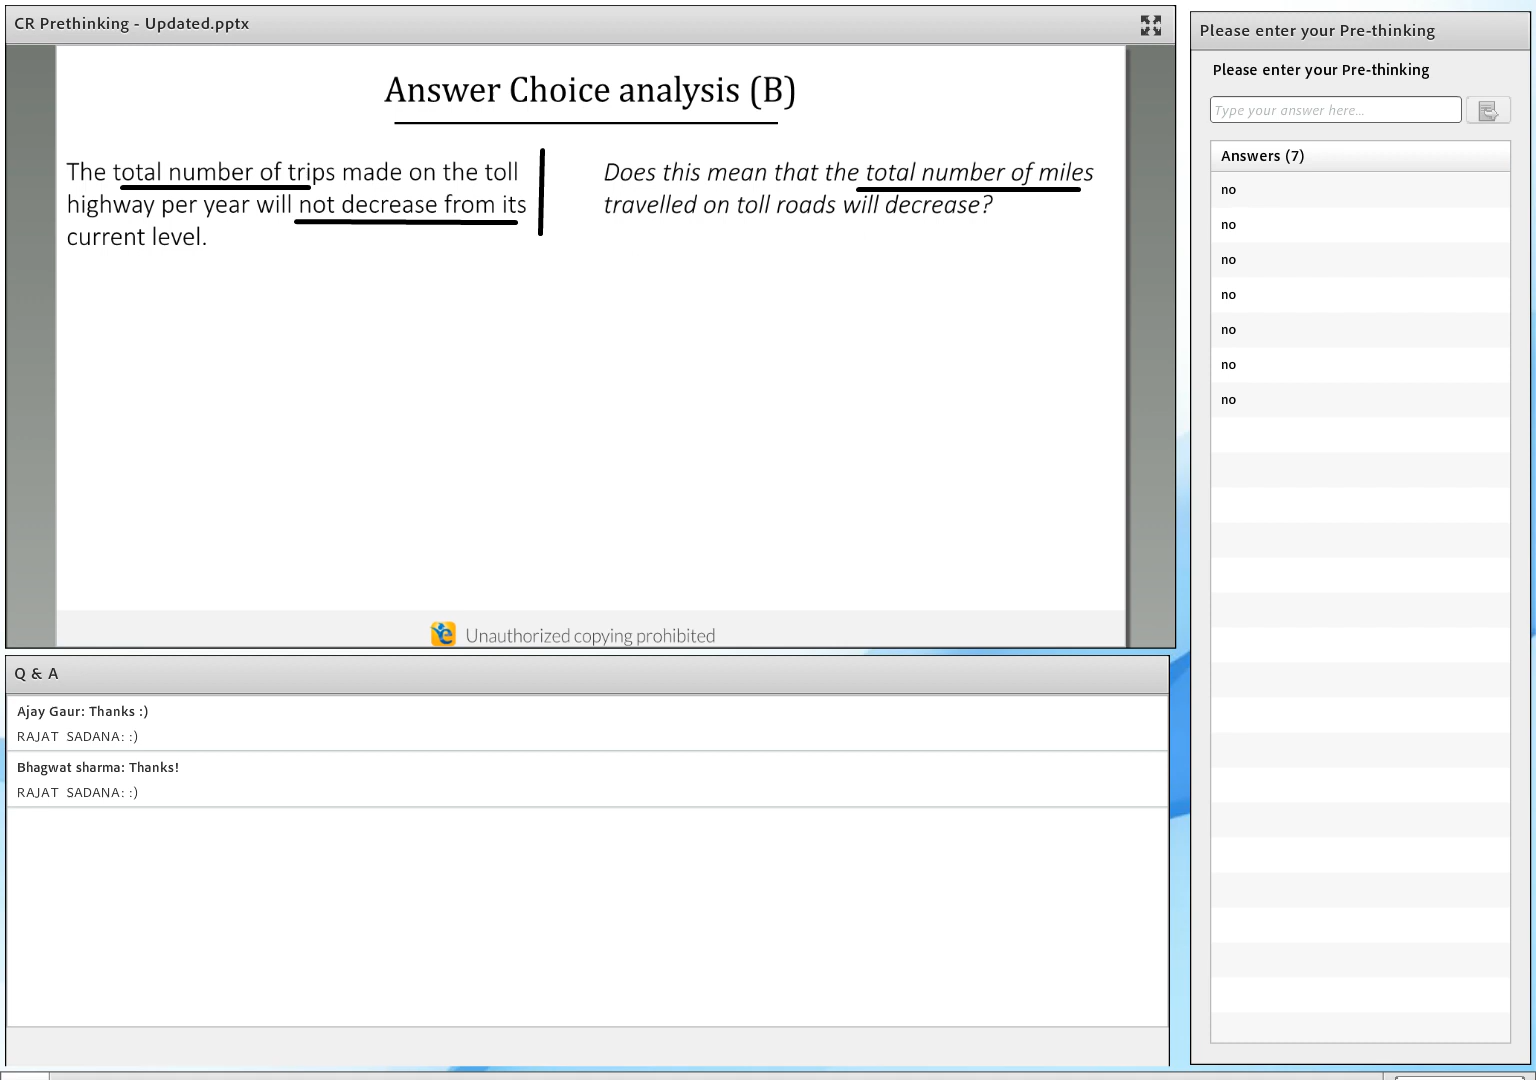 CR Prethinking - Updated.pptx
Answer Choice analysis (B)
The total number of trips made on the toll
highway per year will not decrease from its
current level.
Does this mean that the total number of miles
travelled on toll roads will decrease?
Unauthorized copying prohibited
Q & A
Ajay Gaur: Thanks :)
RAJAT SADANA: :)
Bhagwat sharma: Thanks!
RAJAT SADANA: :)
Please enter your Pre-thinking
Please enter your Pre-thinking
Type your answer here...
Answers (7)
no
no
no
no
no
no
no